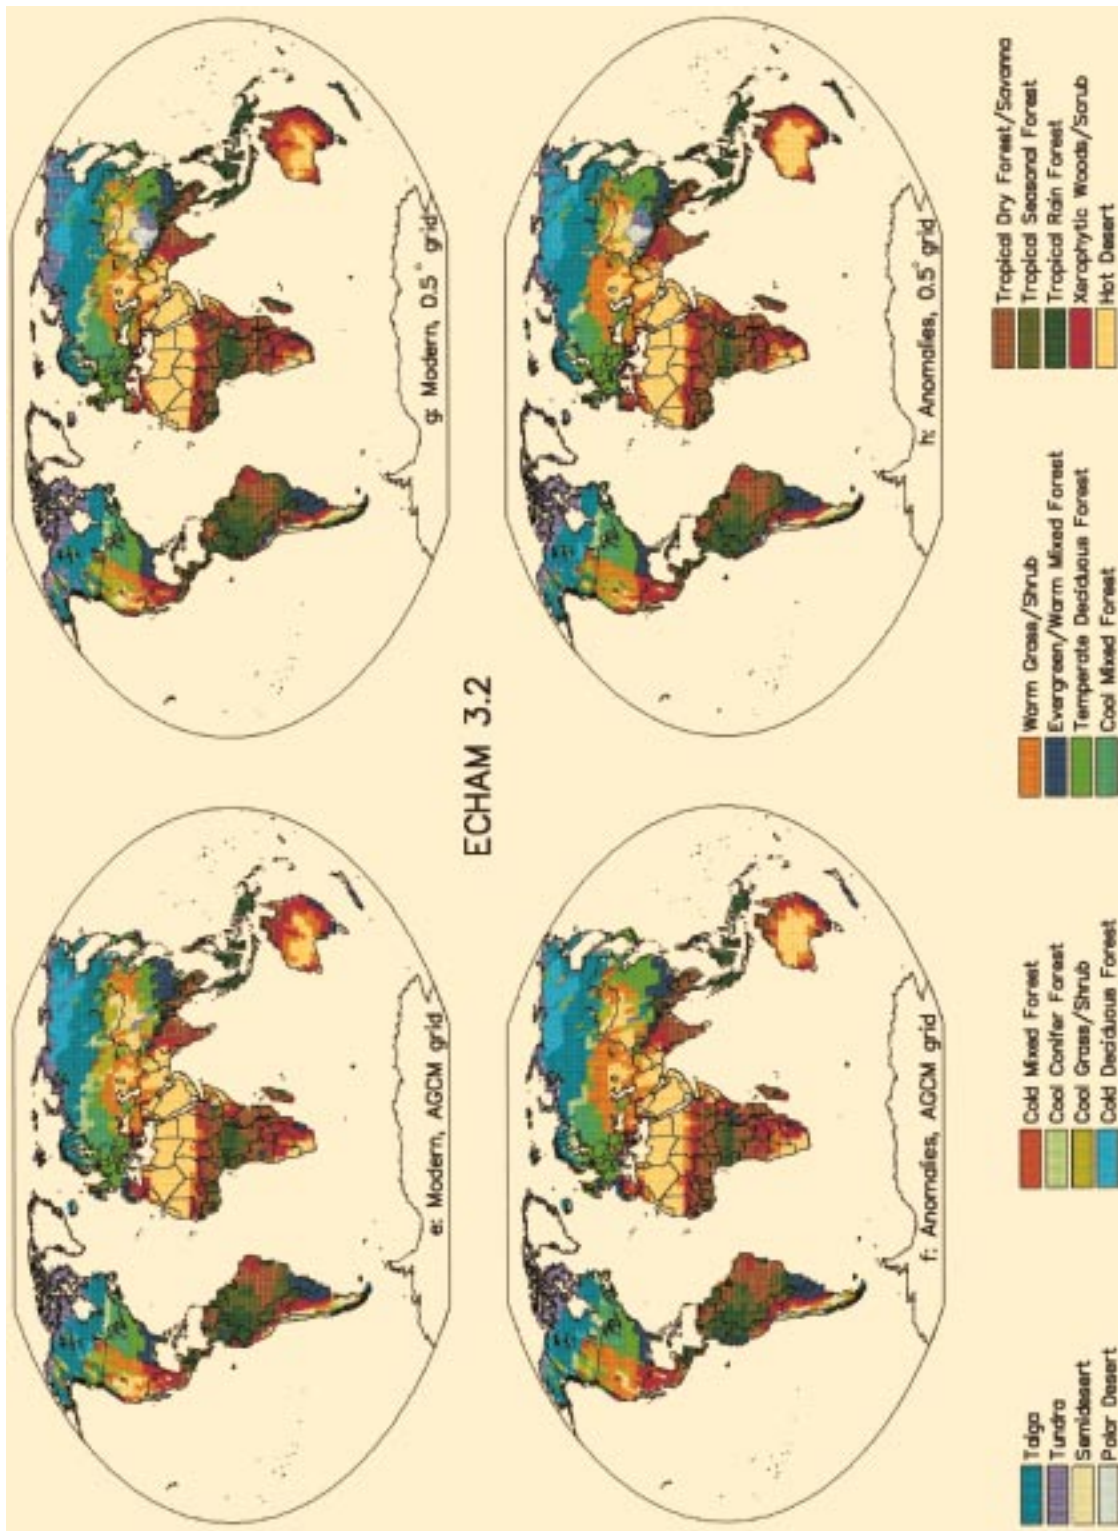 e: Modern, AGCM grid
g: Modern, 0.5° grid
ECHAM 3.2
f: Anomalies, AGCM grid
h: Anomalies, 0.5° grid
Taiga
Tundra
Semidesert
Polar Desert
Cold Mixed Forest
Cool Conifer Forest
Cool Grass/Shrub
Cold Deciduous Forest
Warm Grass/Shrub
Evergreen/Warm Mixed Forest
Temperate Deciduous Forest
Cool Mixed Forest
Tropical Dry Forest/Savanna
Tropical Seasonal Forest
Tropical Rain Forest
Xerophytic Woods/Scrub
Hot Desert